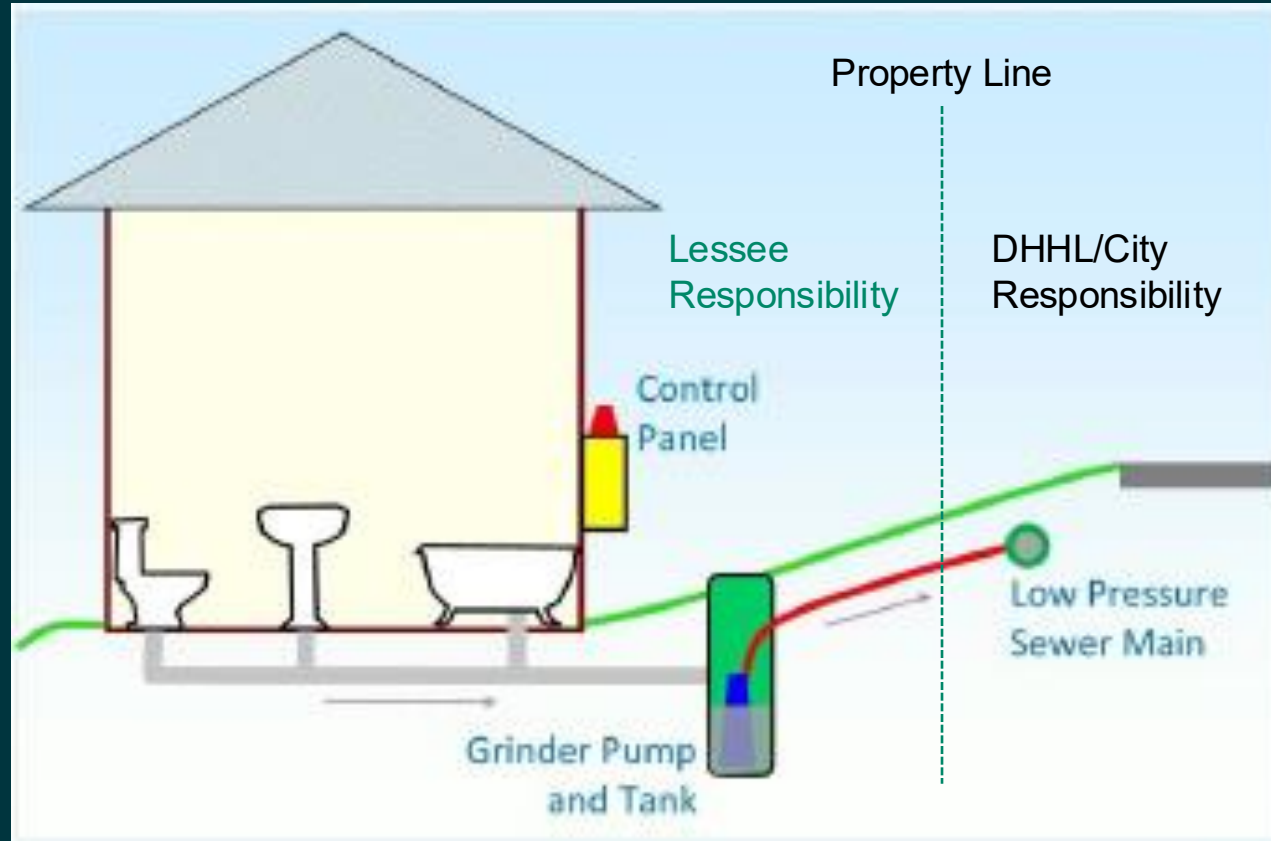 Property Line
Lessee
Responsibility
DHHL/City
Responsibility
Control
Panel
Low Pressure
Sewer Main
Grinder Pump
and Tank